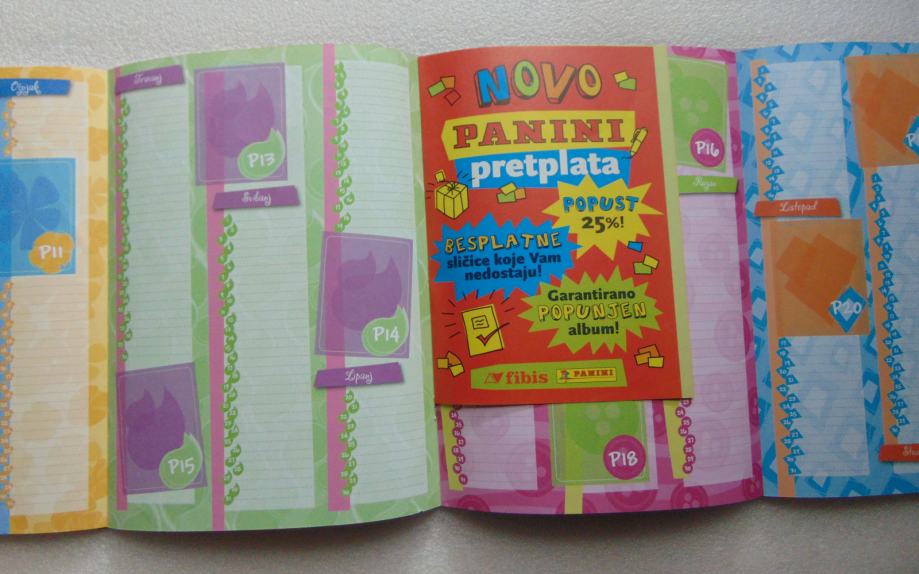 Ožujak
P11
Travanj
P13
Svibanj
P14
Lipanj
P15
NOVO
PANINI
pretplata
POPUST
25%!
BESPLATNE
sličice koje Vam
nedostaju!
Garantirano
POPUNJEN
album!
fibis
PANINI
P16
Rujan
P18
Listopad
P20